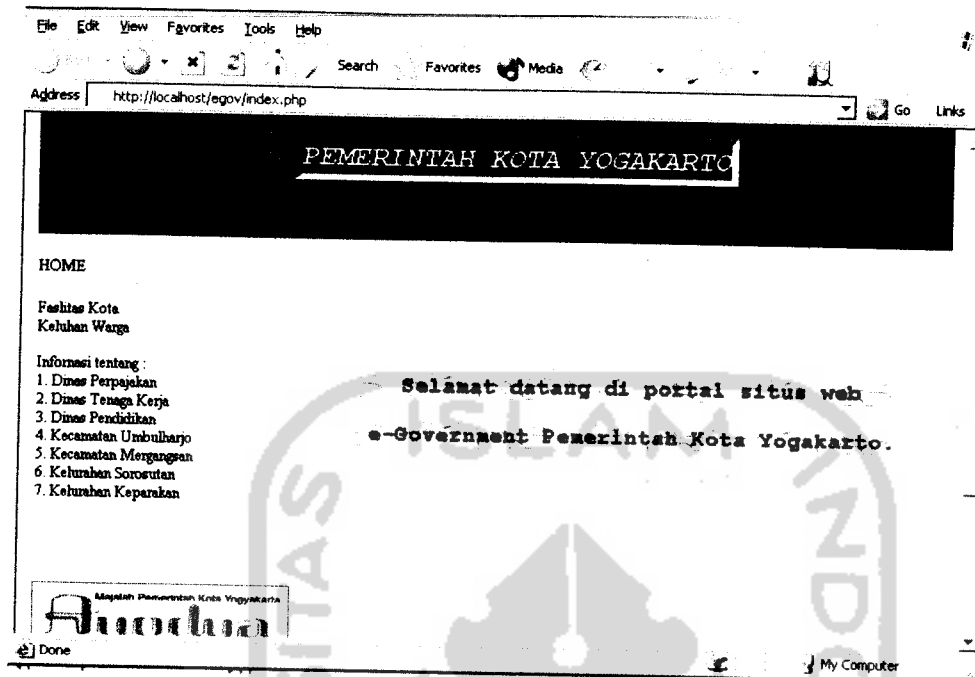 File Edit View Favorites Tools Help
Search Favorites Media
Address http://localhost/egov/index.php Go Links
PEMERINTAH KOTA YOGAKARTO
HOME
Fasilitas Kota
Keluhan Warga
Informasi tentang :
1. Dinas Perpajakan
2. Dinas Tenaga Kerja
3. Dinas Pendidikan
4. Kecamatan Umbulharjo
5. Kecamatan Mergangsan
6. Kelurahan Sorosutan
7. Kelurahan Keparakan
Selamat datang di portal situs web
e-Government Pemerintah Kota Yogakarto.
Majalah Pemerintah Kota Yogyakarta
ISLAM
Done
My Computer